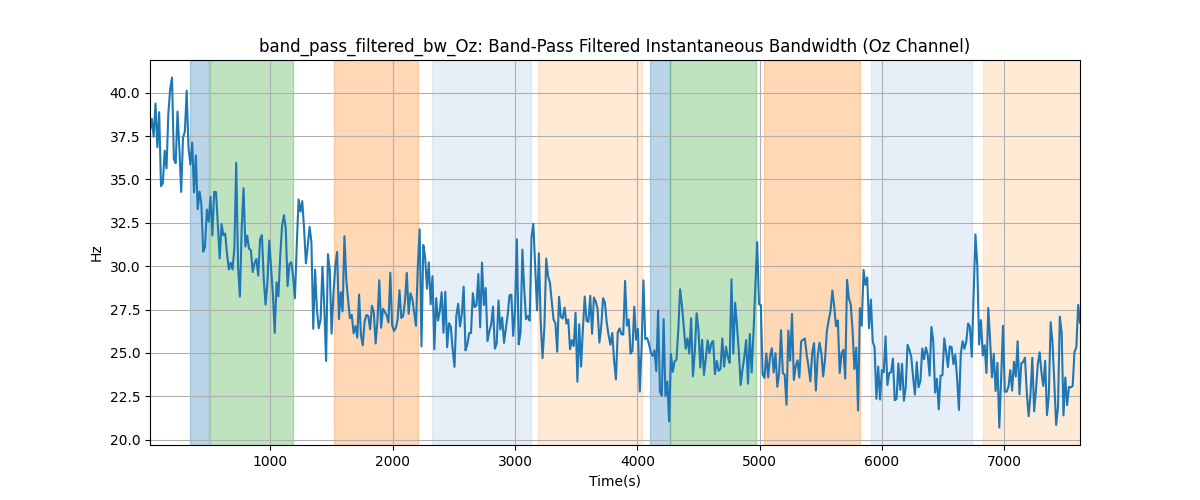 band_pass_filtered_bw_Oz: Band-Pass Filtered Instantaneous Bandwidth (Oz Channel)
40.0
37.5
35.0
32.5
30.0
27.5
25.0
22.5
20.0
Hz
1000 2000 3000 4000 5000 6000 7000
Time(s)